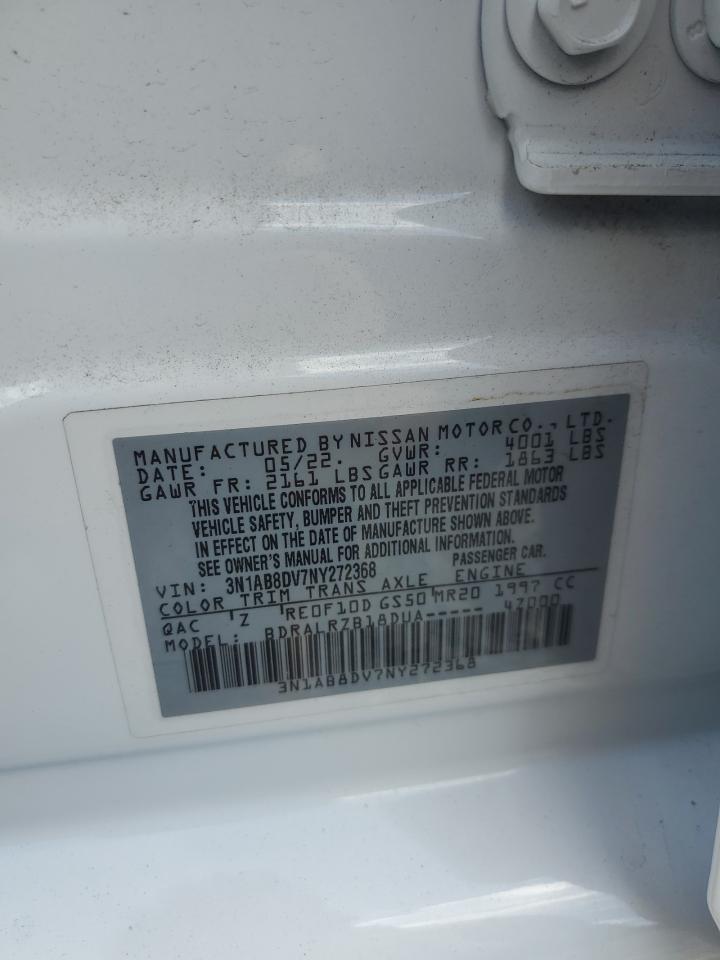 MANUFACTURED BY NISSAN MOTOR CO., LTD.
DATE: 05/22. GVWR: 4001 LBS
GAWR FR: 2161 LBS GAWR RR: 1863 LBS
THIS VEHICLE CONFORMS TO ALL APPLICABLE FEDERAL MOTOR
VEHICLE SAFETY, BUMPER AND THEFT PREVENTION STANDARDS
IN EFFECT ON THE DATE OF MANUFACTURE SHOWN ABOVE.
SEE OWNER'S MANUAL FOR ADDITIONAL INFORMATION.
VIN: 3N1AB8DV7NY272368 PASSENGER CAR.
COLOR TRIM TRANS AXLE ENGINE
QAC Z RE0F10D GS50 MR20 1997 CC
MODEL: BDRALRZB18DUA----- 4Z000
3N1AB8DV7NY272368
8